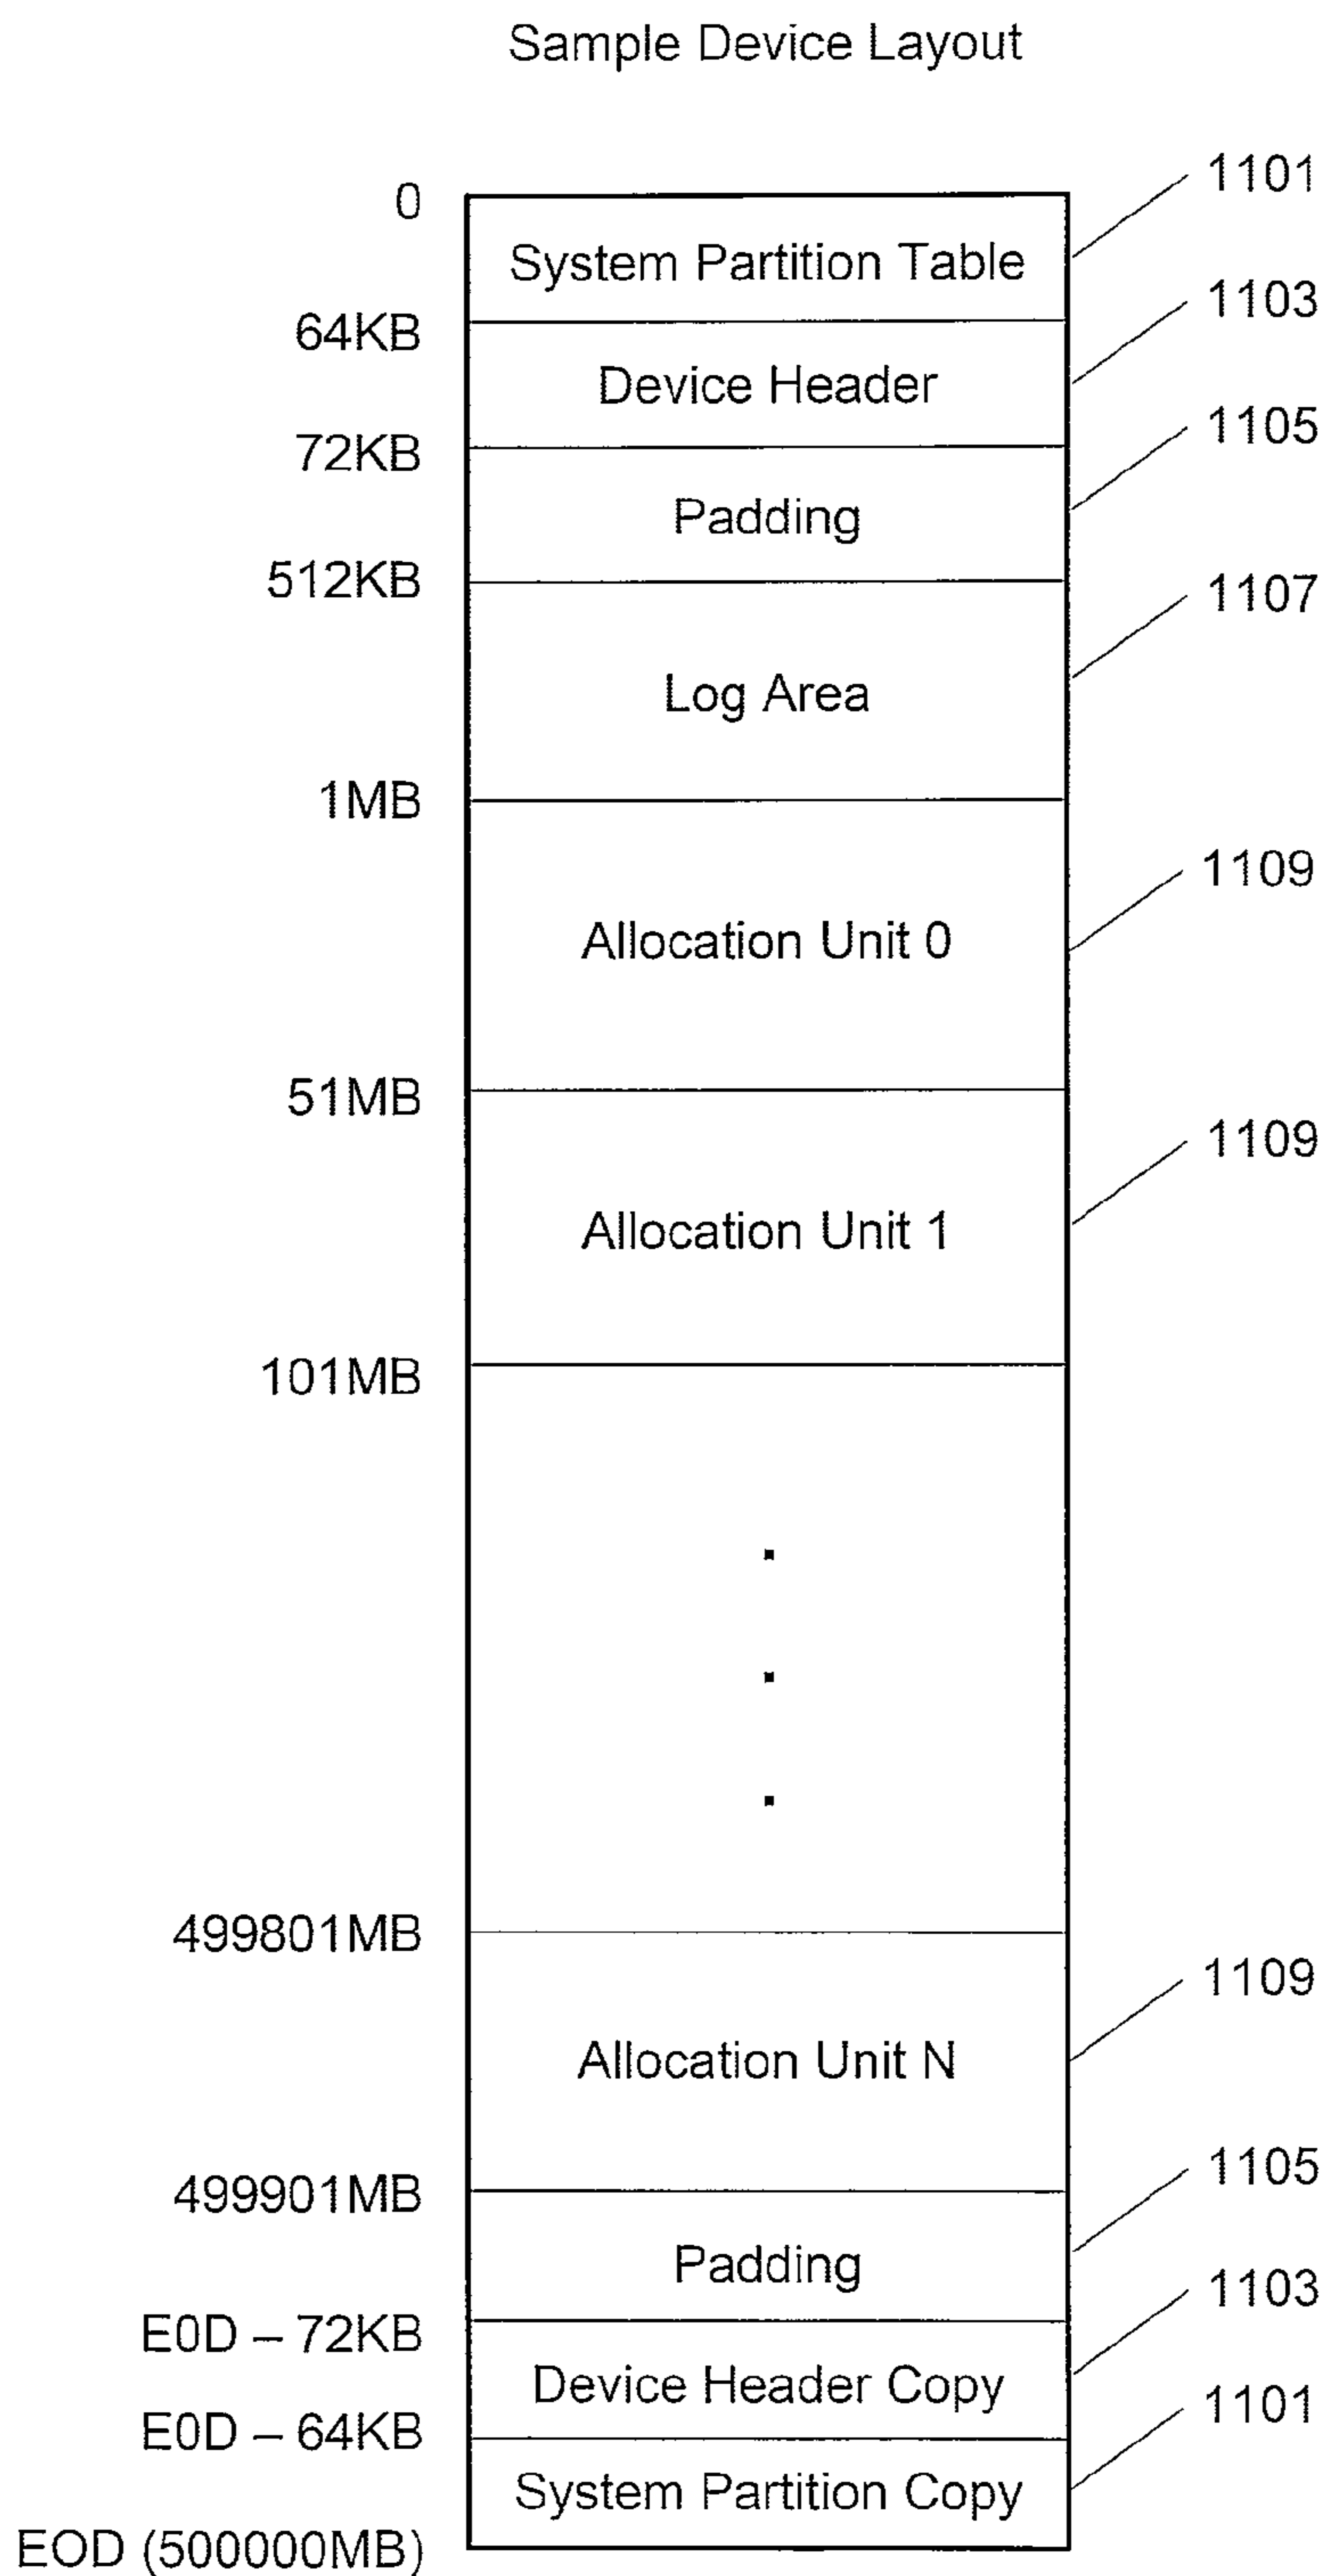 Sample Device Layout
0
1101
System Partition Table
64KB
1103
Device Header
72KB
1105
Padding
512KB
1107
Log Area
1MB
1109
Allocation Unit 0
51MB
1109
Allocation Unit 1
101MB
499801MB
1109
Allocation Unit N
499901MB
1105
Padding
E0D – 72KB
1103
Device Header Copy
E0D – 64KB
1101
System Partition Copy
EOD (500000MB)